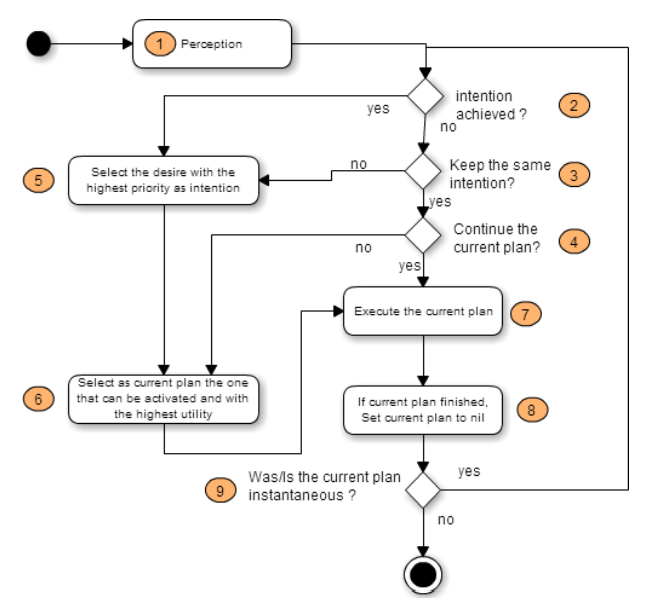 1 Perception
yes
intention
achieved ?
2
no
no
Keep the same
intention?
3
5
Select the desire with the
highest priority as intention
yes
Continue the
current plan?
4
no
yes
Execute the current plan
7
6
Select as current plan the one
that can be activated and with
the highest utility
If current plan finished,
Set current plan to nil
8
9
Was/Is the current plan
instantaneous ?
yes
no